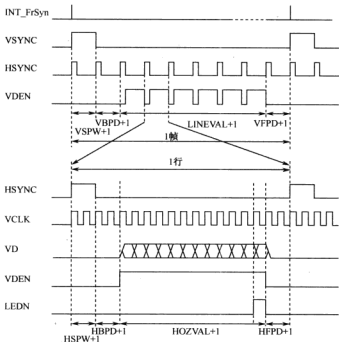 INT_FrSyn
VSYNC
HSYNC
VDEN
VBPD+1
LINEVAL+1
VFPD+1
VSPW+1
1帧
1行
HSYNC
VCLK
VD
VDEN
LEDN
HBPD+1
HOZVAL+1
HFPD+1
HSPW+1